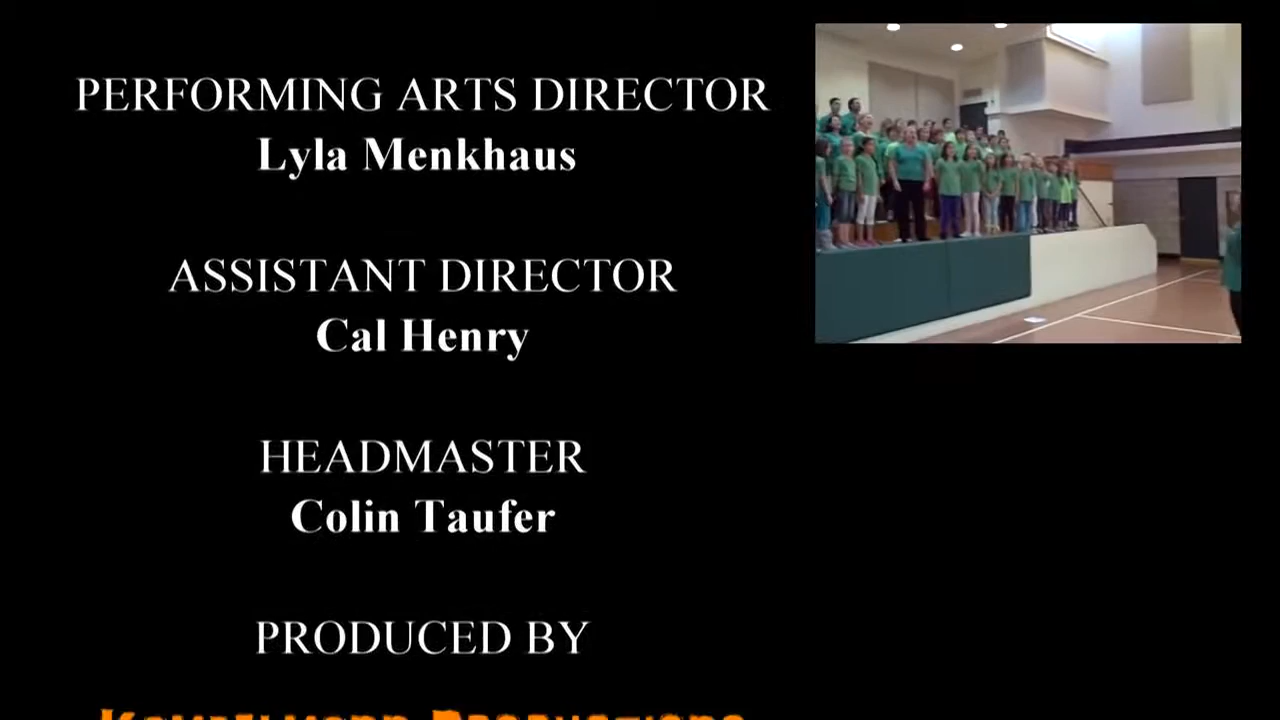 PERFORMING ARTS DIRECTOR
Lyla Menkhaus
ASSISTANT DIRECTOR
Cal Henry
HEADMASTER
Colin Taufer
PRODUCED BY